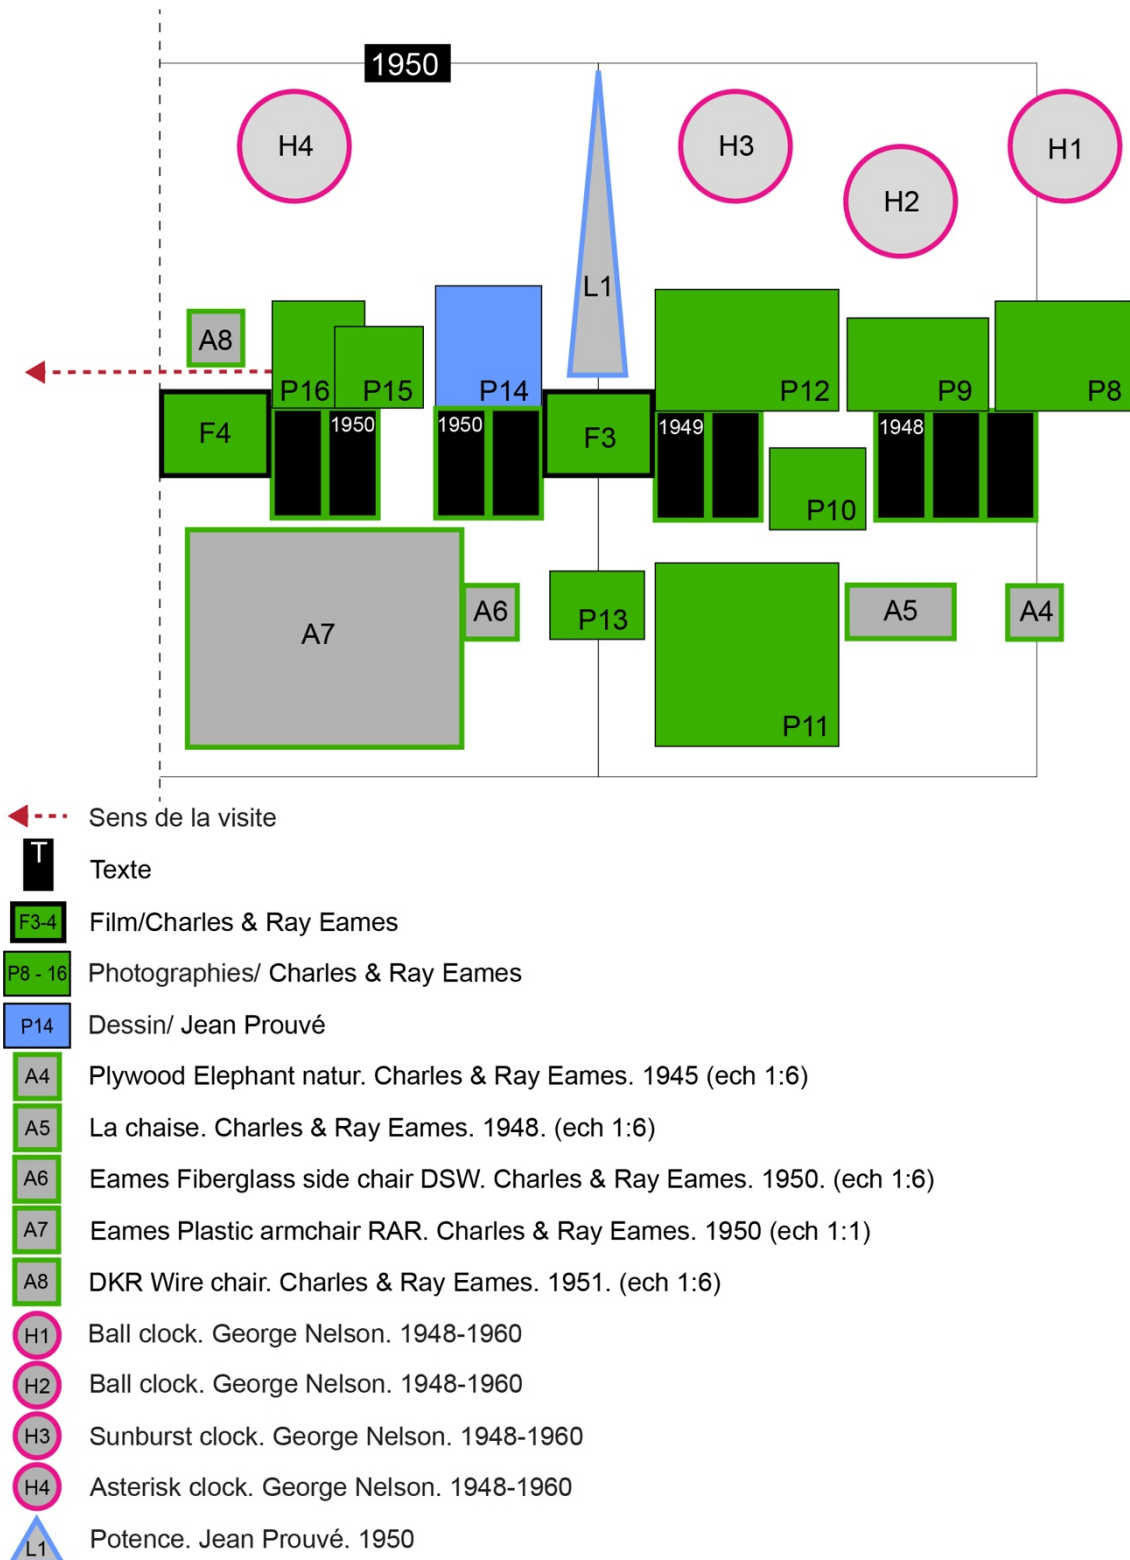 1950
H4
H3
H1
H2
L1
A8
P16
P15
P14
P12
P9
P8
F4
1950
1950
F3
1949
1948
P10
A7
A6
P13
A5
A4
P11
Sens de la visite
T
Texte
F3-4
Film/Charles & Ray Eames
P8 - 16
Photographies/ Charles & Ray Eames
P14
Dessin/ Jean Prouvé
A4
Plywood Elephant natur. Charles & Ray Eames. 1945 (ech 1:6)
A5
La chaise. Charles & Ray Eames. 1948. (ech 1:6)
A6
Eames Fiberglass side chair DSW. Charles & Ray Eames. 1950. (ech 1:6)
A7
Eames Plastic armchair RAR. Charles & Ray Eames. 1950 (ech 1:1)
A8
DKR Wire chair. Charles & Ray Eames. 1951. (ech 1:6)
H1
Ball clock. George Nelson. 1948-1960
H2
Ball clock. George Nelson. 1948-1960
H3
Sunburst clock. George Nelson. 1948-1960
H4
Asterisk clock. George Nelson. 1948-1960
L1
Potence. Jean Prouvé. 1950